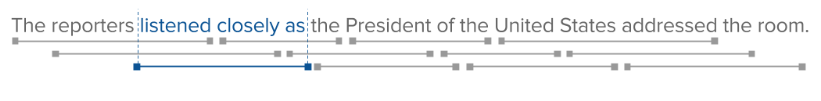 The reporters listened closely as the President of the United States addressed the room.